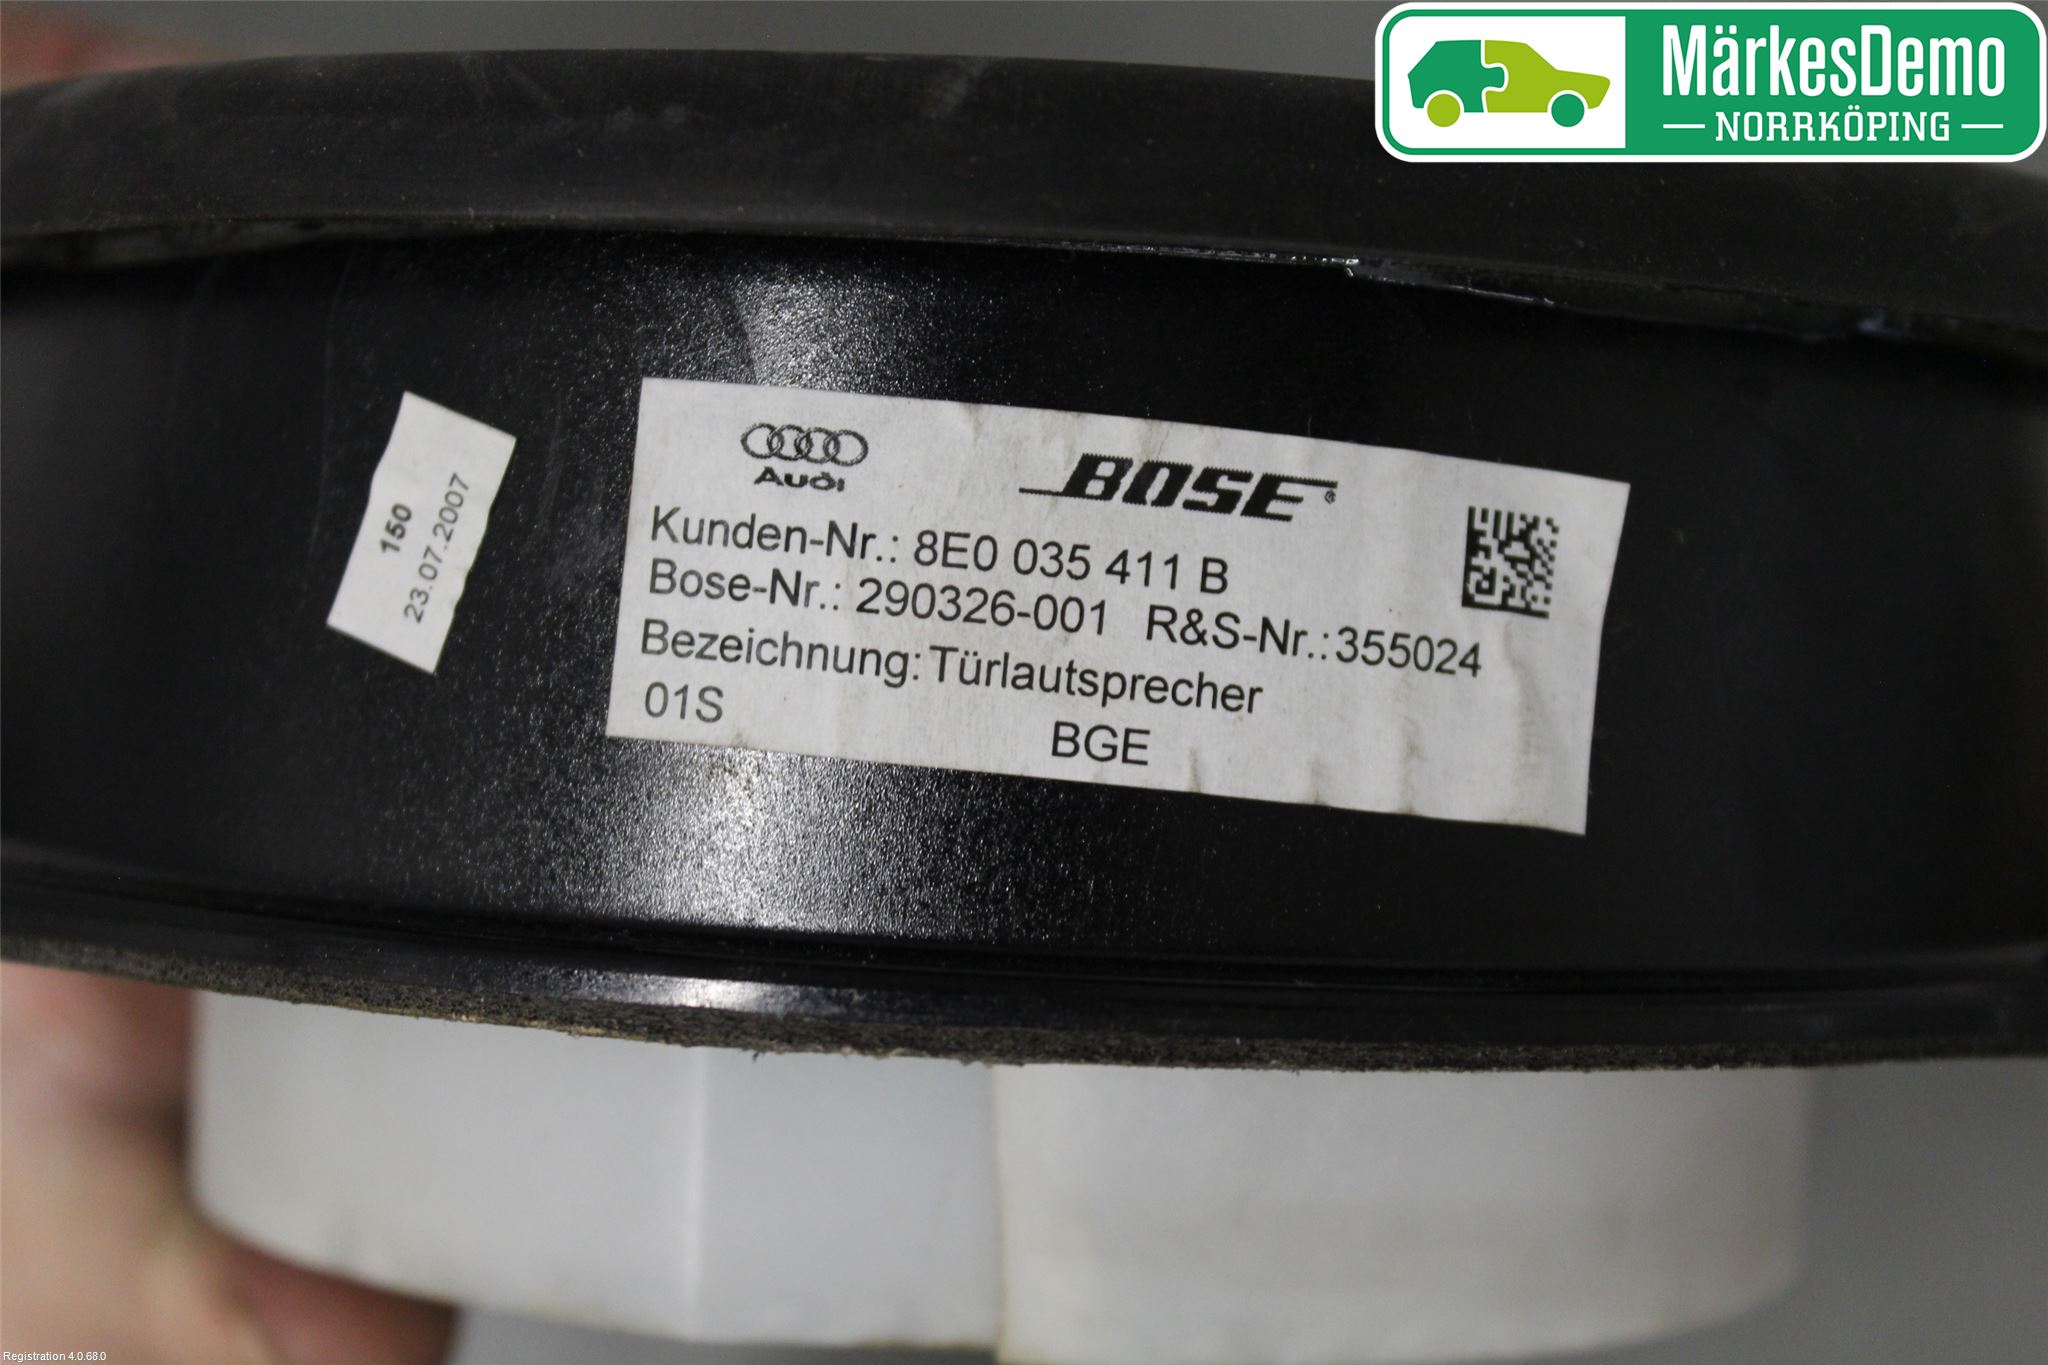 MärkesDemo
NORRKÖPING
150
23.07.2007
Audi
BOSE®
Kunden-Nr.: 8E0 035 411 B
Bose-Nr.: 290326-001 R&S-Nr.:355024
Bezeichnung: Türlautsprecher
01S
BGE
Registration 4.0.68.0